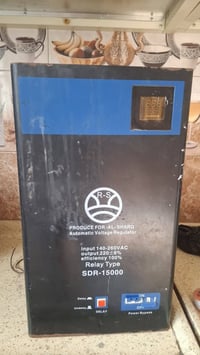 R-S
PRODUCE FOR-AL-SHARQ
Automatic Voltage Regulator
Input 140-260VAC
output 220±6%
efficiency 100%
Relay Type
SDR-15000
DELAY
Power Bypass